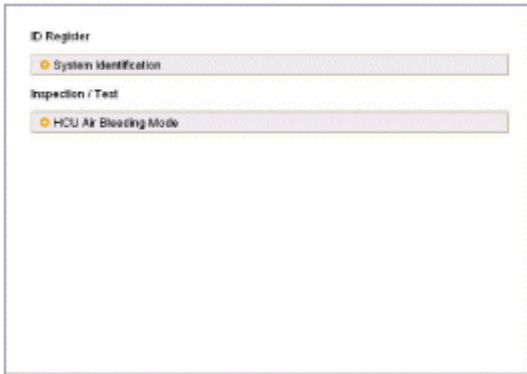 ID Register
System Identification
Inspection / Test
HCU Air Bleeding Mode